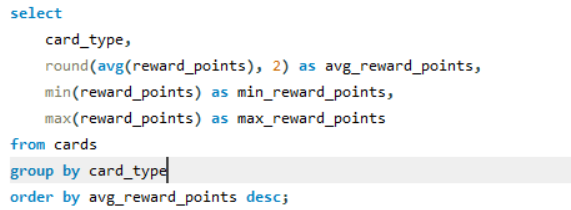 select
    card_type,
    round(avg(reward_points), 2) as avg_reward_points,
    min(reward_points) as min_reward_points,
    max(reward_points) as max_reward_points
from cards
group by card_type
order by avg_reward_points desc;